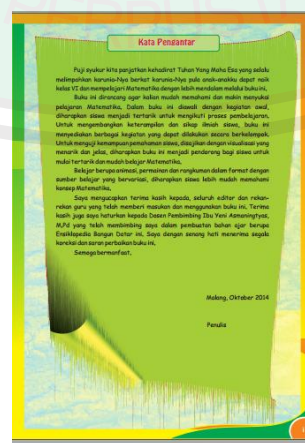 Kata Pengantar
Puji syukur kita panjatkan kehadirat Tuhan Yang Maha Esa yang selalu
melimpahkan karunia-Nya berkat karunia-Nya pula anak-anakku dapat naik
kelas VI dan mempelajari Matematika dengan lebih mendalam melalui buku ini.
Buku ini dirancang agar kalian mudah memahami dan makin menyukai
pelajaran Matematika. Dalam buku ini diawali dengan kegiatan awal,
diharapkan siswa menjadi tertarik untuk mengikuti proses pembelajaran.
Untuk mengembangkan keterampilan dan sikap ilmiah siswa, buku ini
menyediakan berbagai kegiatan yang dapat dilakukan secara berkelompok.
Untuk menguji kemampuan pemahaman siswa, disajikan dengan visualisasi yang
menarik dan jelas, diharapkan buku ini menjadi pendorong bagi siswa untuk
mulai tertarik dan mudah belajar Matematika.
Belajar berupa animasi, permainan dan rangkuman dalam format dengan
sumber belajar yang bervariasi, diharapkan siswa lebih mudah memahami
konsep Matematika.
Saya mengucapkan terima kasih kepada, seluruh editor dan rekan-
rekan guru yang telah memberi masukan dan menggunakan buku ini. Terima
kasih juga saya haturkan kepada Dosen Pembimbing Ibu Yeni Asmaningtyas,
M.Pd yang telah membimbing saya dalam pembuatan bahan ajar berupa
Ensiklopedia Bangun Datar ini. Saya dengan senang hati menerima segala
koreksi dan saran perbaikan buku ini.
Semoga bermanfaat.
Malang, Oktober 2014
Penulis